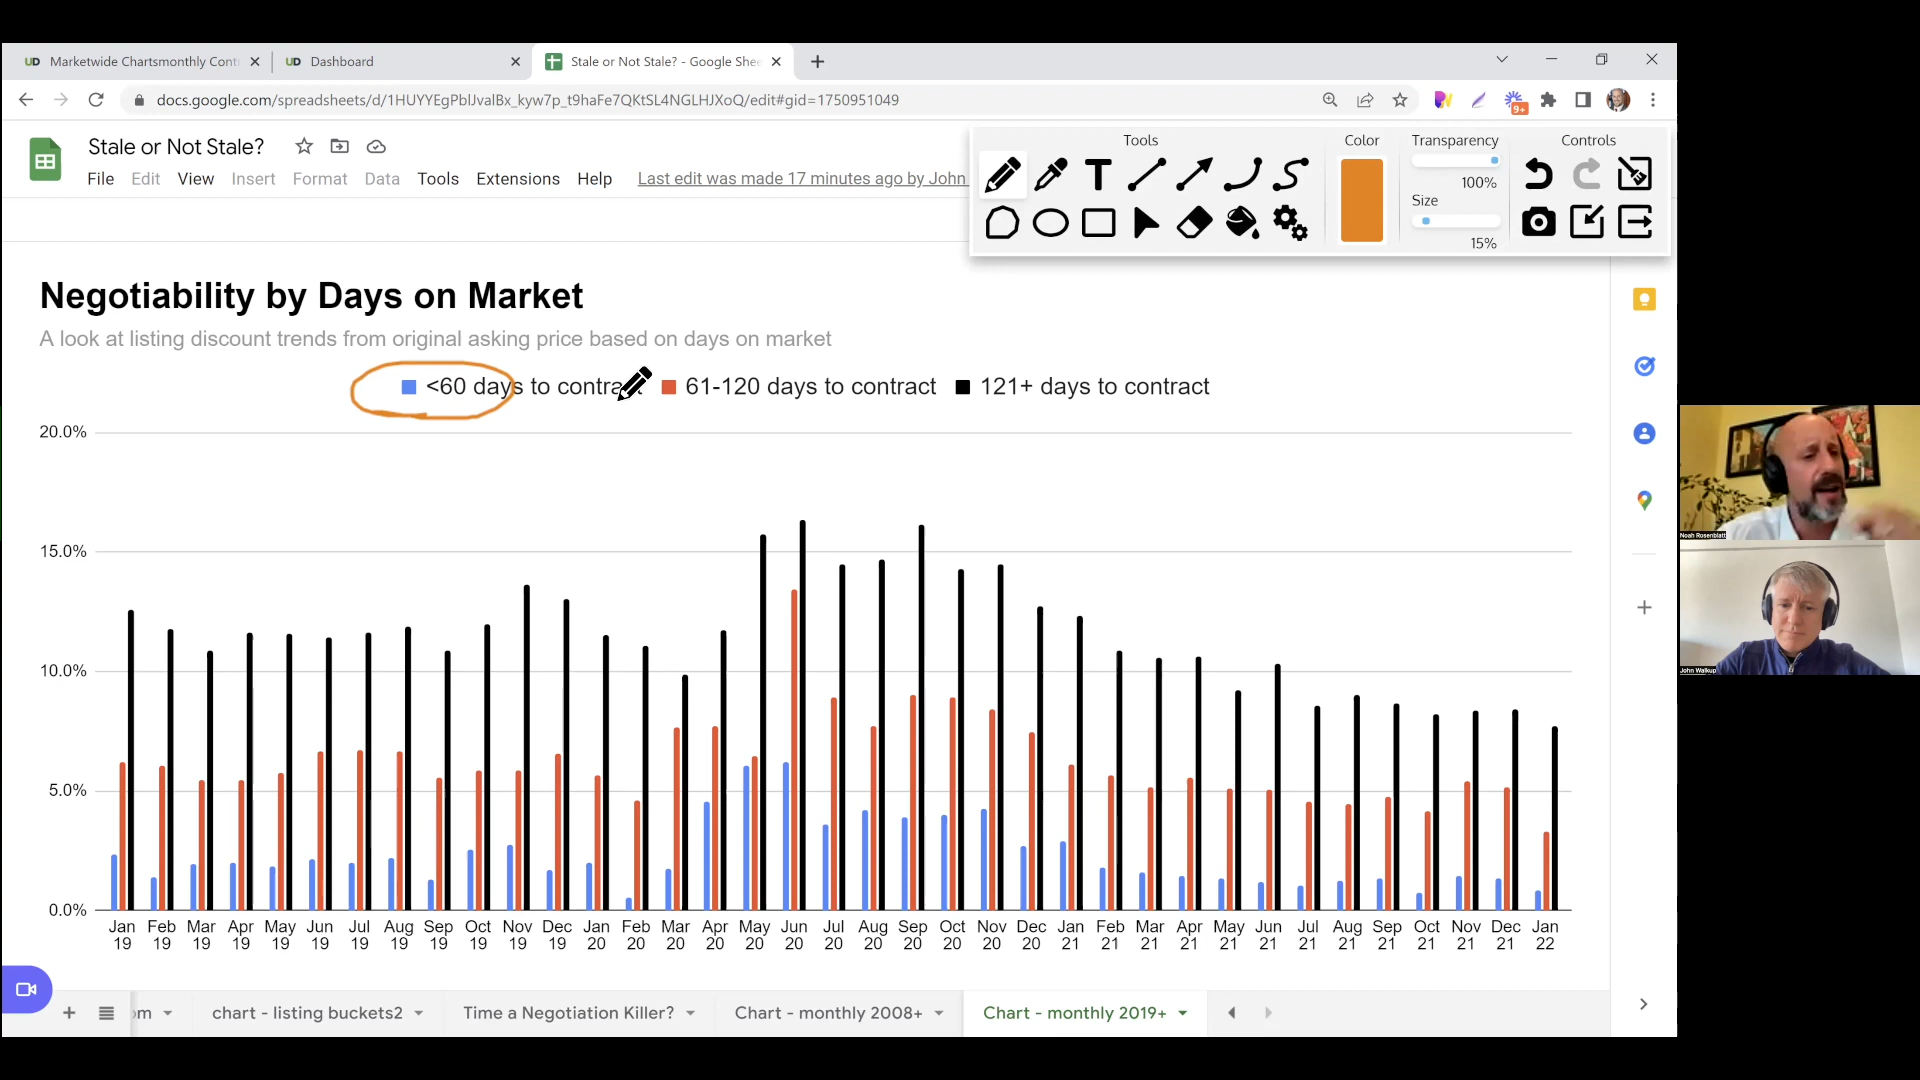 Marketwide Chartsmonthly Cont
Dashboard
Stale or Not Stale? - Google Shee
docs.google.com/spreadsheets/d/1HUYYEgPblJvalBx_kyw7p_t9haFe7QKtSL4NGLHJXoQ/edit#gid=1750951049
9+
Stale or Not Stale?
File Edit View Insert Format Data Tools Extensions Help Last edit was made 17 minutes ago by John
Tools Color Transparency Controls
100%
Size
15%
Negotiability by Days on Market
A look at listing discount trends from original asking price based on days on market
<60 days to contract 61-120 days to contract 121+ days to contract
20.0%
15.0%
10.0%
5.0%
0.0%
Jan Feb Mar Apr May Jun Jul Aug Sep Oct Nov Dec Jan Feb Mar Apr May Jun Jul Aug Sep Oct Nov Dec Jan Feb Mar Apr May Jun Jul Aug Sep Oct Nov Dec Jan
19 19 19 19 19 19 19 19 19 19 19 19 20 20 20 20 20 20 20 20 20 20 20 20 21 21 21 21 21 21 21 21 21 21 21 21 22
om chart - listing buckets2 Time a Negotiation Killer? Chart - monthly 2008+ Chart - monthly 2019+
Noah Rosenblatt
John Walkup